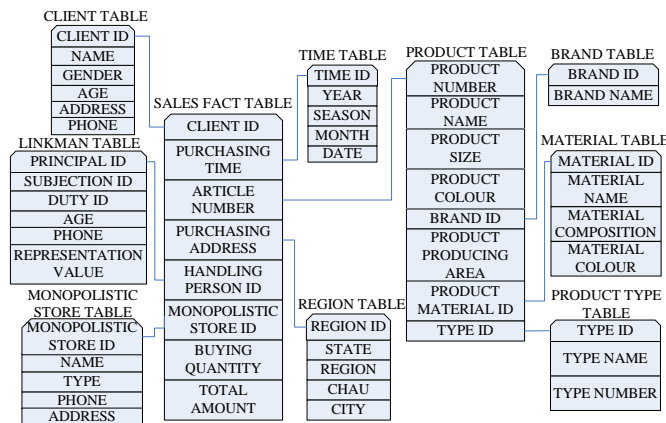 CLIENT TABLE
CLIENT ID
NAME
GENDER
AGE
ADDRESS
PHONE
LINKMAN TABLE
PRINCIPAL ID
SUBJECTION ID
DUTY ID
AGE
PHONE
REPRESENTATION
VALUE
MONOPOLISTIC
STORE TABLE
MONOPOLISTIC
STORE ID
NAME
TYPE
PHONE
ADDRESS
SALES FACT TABLE
CLIENT ID
PURCHASING
TIME
ARTICLE
NUMBER
PURCHASING
ADDRESS
HANDLING
PERSON ID
MONOPOLISTIC
STORE ID
BUYING
QUANTITY
TOTAL
AMOUNT
TIME TABLE
TIME ID
YEAR
SEASON
MONTH
DATE
REGION TABLE
REGION ID
STATE
REGION
CHAU
CITY
PRODUCT TABLE
PRODUCT
NUMBER
PRODUCT
NAME
PRODUCT
SIZE
PRODUCT
COLOUR
BRAND ID
PRODUCT
PRODUCING
AREA
PRODUCT
MATERIAL ID
TYPE ID
BRAND TABLE
BRAND ID
BRAND NAME
MATERIAL TABLE
MATERIAL ID
MATERIAL
NAME
MATERIAL
COMPOSITION
MATERIAL
COLOUR
PRODUCT TYPE
TABLE
TYPE ID
TYPE NAME
TYPE NUMBER